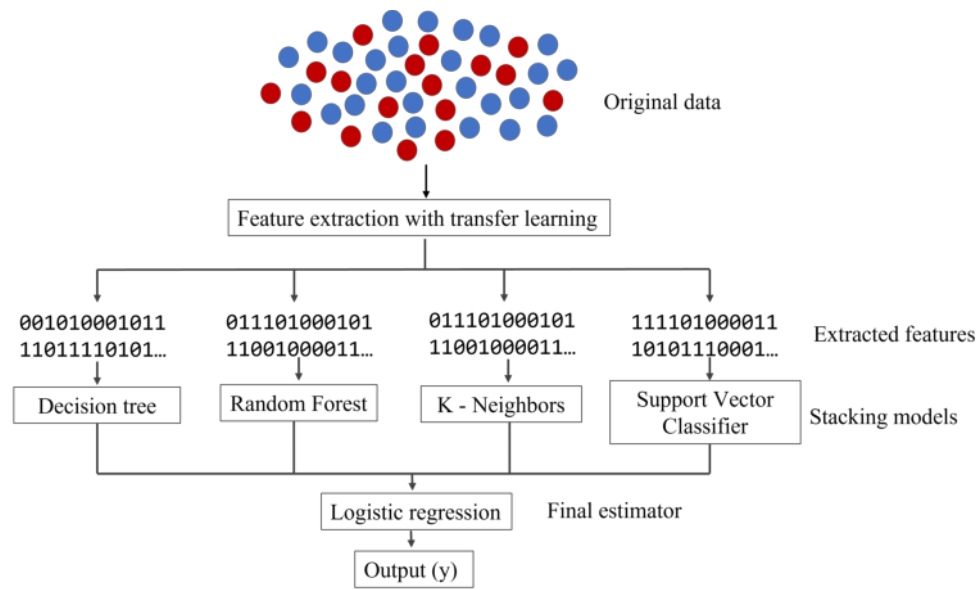 Original data
Feature extraction with transfer learning
001010001011
11011110101…
011101000101
11001000011…
011101000101
11001000011…
111101000011
10101110001…
Extracted features
Decision tree
Random Forest
K - Neighbors
Support Vector
Classifier
Stacking models
Logistic regression
Final estimator
Output (y)